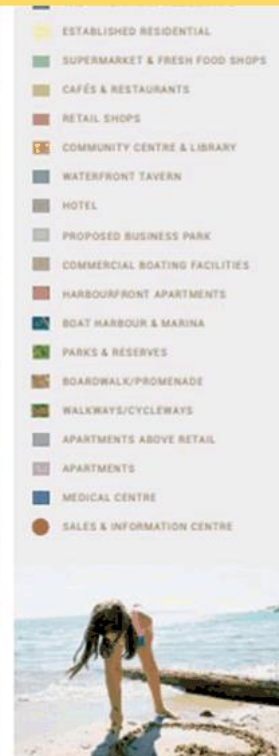 ESTABLISHED RESIDENTIAL
SUPERMARKET & FRESH FOOD SHOPS
CAFÉS & RESTAURANTS
RETAIL SHOPS
COMMUNITY CENTRE & LIBRARY
WATERFRONT TAVERN
HOTEL
PROPOSED BUSINESS PARK
COMMERCIAL BOATING FACILITIES
HARBOURFRONT APARTMENTS
BOAT HARBOUR & MARINA
PARKS & RESERVES
BOARDWALK/PROMENADE
WALKWAYS/CYCLEWAYS
APARTMENTS ABOVE RETAIL
APARTMENTS
MEDICAL CENTRE
SALES & INFORMATION CENTRE